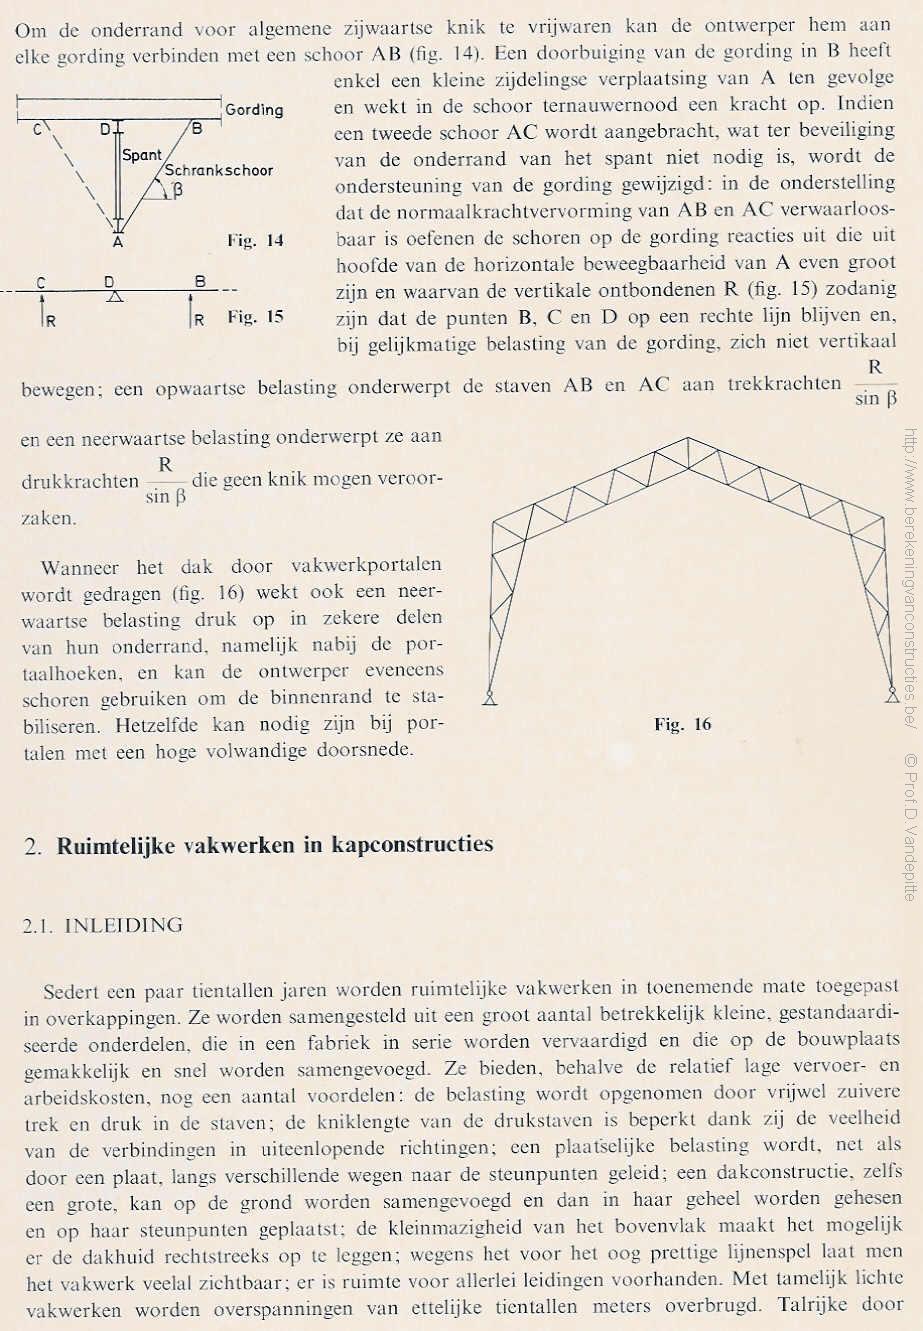 Om de onderrand voor algemene zijwaartse knik te vrijwaren kan de ontwerper hem aan
elke gording verbinden met een schoor AB (fig. 14). Een doorbuiging van de gording in B heeft
enkel een kleine zijdelingse verplaatsing van A ten gevolge
en wekt in de schoor ternauwernood een kracht op. Indien
een tweede schoor AC wordt aangebracht, wat ter beveiliging
van de onderrand van het spant niet nodig is, wordt de
ondersteuning van de gording gewijzigd: in de onderstelling
dat de normaalkrachtvervorming van AB en AC verwaarloos-
baar is oefenen de schoren op de gording reacties uit die uit
hoofde van de horizontale beweegbaarheid van A even groot
zijn en waarvan de vertikale ontbondenen R (fig. 15) zodanig
zijn dat de punten B, C en D op een rechte lijn blijven en,
bij gelijkmatige belasting van de gording, zich niet vertikaal
Gording
C D B
Spant
Schrankschoor
β
A
Fig. 14
C D B
R R
Fig. 15
bewegen; een opwaartse belasting onderwerpt de staven AB en AC aan trekkrachten R / sin β
en een neerwaartse belasting onderwerpt ze aan
drukkrachten R / sin β die geen knik mogen veroor-
zaken.
Wanneer het dak door vakwerkportalen
wordt gedragen (fig. 16) wekt ook een neer-
waartse belasting druk op in zekere delen
van hun onderrand, namelijk nabij de por-
taalhoeken, en kan de ontwerper eveneens
schoren gebruiken om de binnenrand te sta-
biliseren. Hetzelfde kan nodig zijn bij por-
talen met een hoge volwandige doorsnede.
Fig. 16
2. Ruimtelijke vakwerken in kapconstructies
2.1. INLEIDING
Sedert een paar tientallen jaren worden ruimtelijke vakwerken in toenemende mate toegepast
in overkappingen. Ze worden samengesteld uit een groot aantal betrekkelijk kleine, gestandaardi-
seerde onderdelen, die in een fabriek in serie worden vervaardigd en die op de bouwplaats
gemakkelijk en snel worden samengevoegd. Ze bieden, behalve de relatief lage vervoer- en
arbeidskosten, nog een aantal voordelen: de belasting wordt opgenomen door vrijwel zuivere
trek en druk in de staven; de kniklengte van de drukstaven is beperkt dank zij de veelheid
van de verbindingen in uiteenlopende richtingen; een plaatselijke belasting wordt, net als
door een plaat, langs verschillende wegen naar de steunpunten geleid; een dakconstructie, zelfs
een grote, kan op de grond worden samengevoegd en dan in haar geheel worden gehesen
en op haar steunpunten geplaatst; de kleinmazigheid van het bovenvlak maakt het mogelijk
er de dakhuid rechtstreeks op te leggen; wegens het voor het oog prettige lijnenspel laat men
het vakwerk veelal zichtbaar; er is ruimte voor allerlei leidingen voorhanden. Met tamelijk lichte
vakwerken worden overspanningen van ettelijke tientallen meters overbrugd. Talrijke door
http://www.berekeningvanconstructies.be/ © Prof.D.Vandepitte